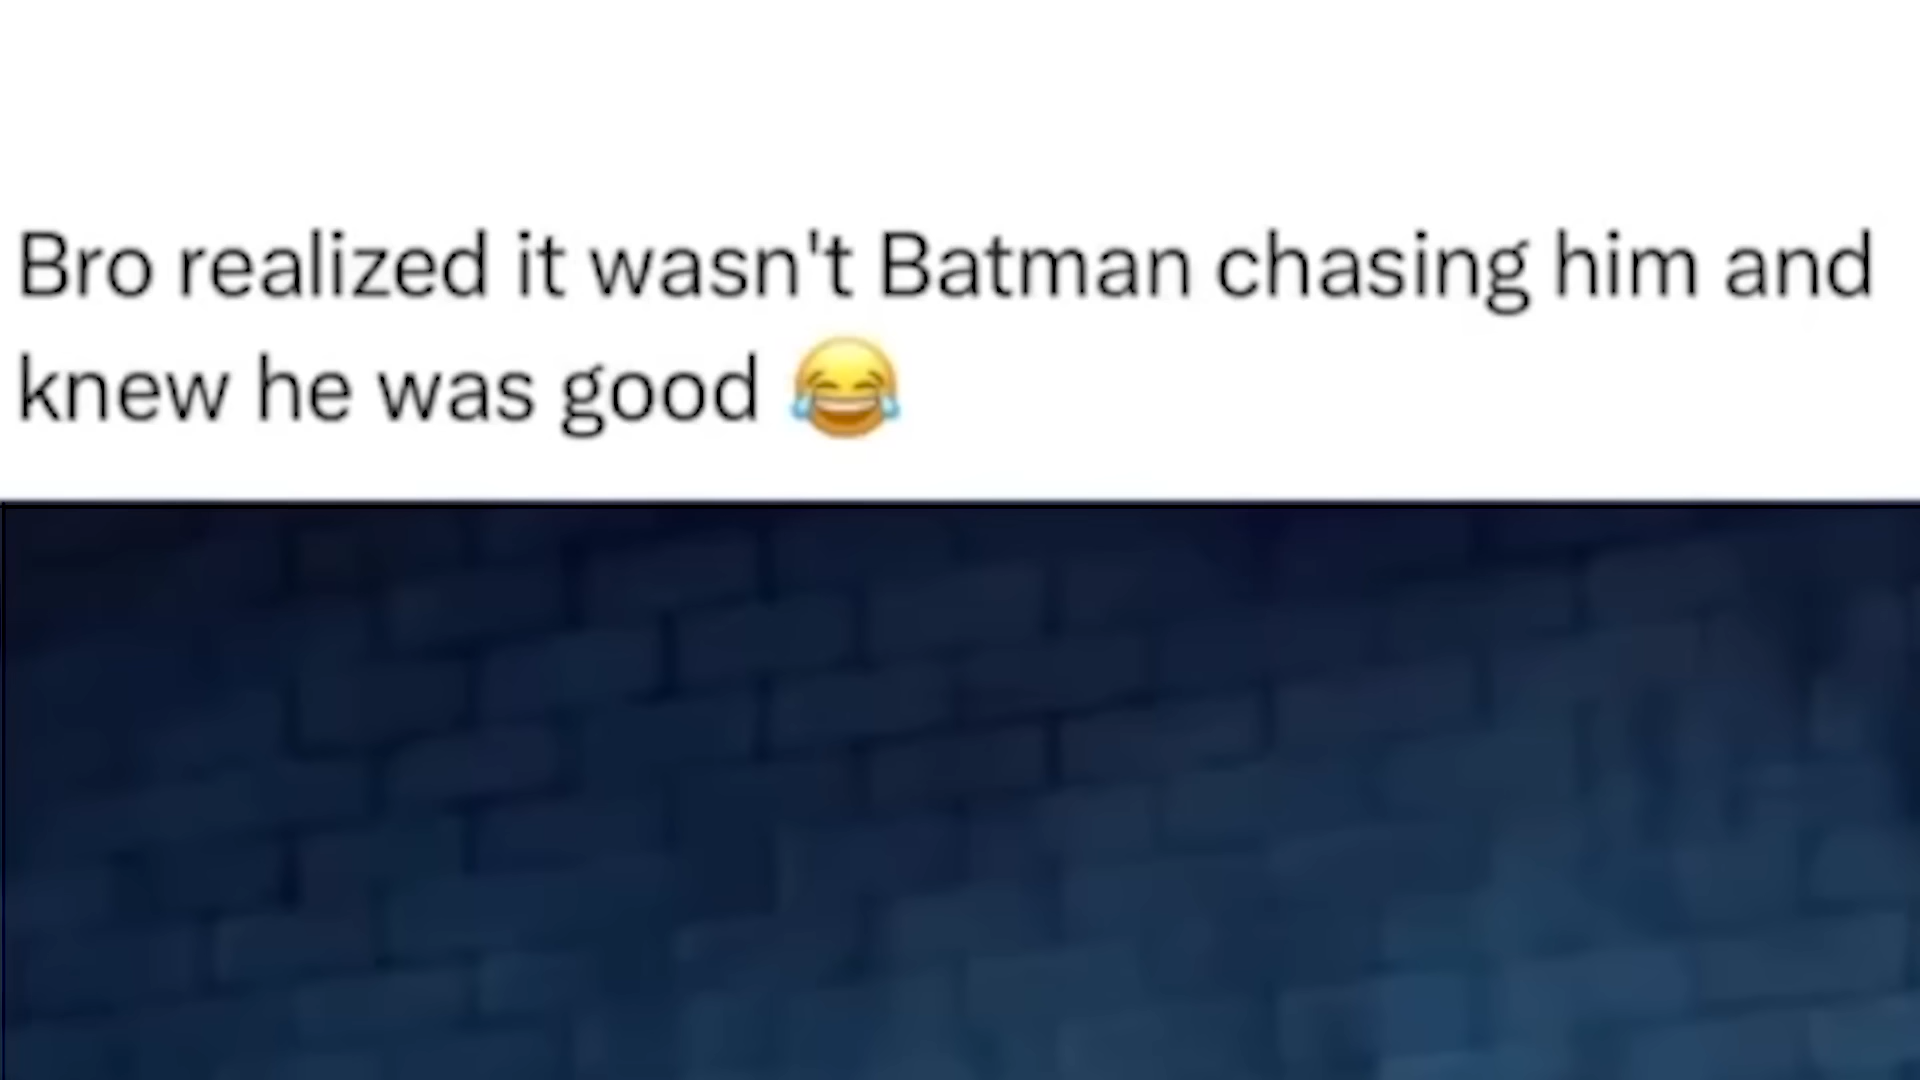 Bro realized it wasn't Batman chasing him and
knew he was good 😂